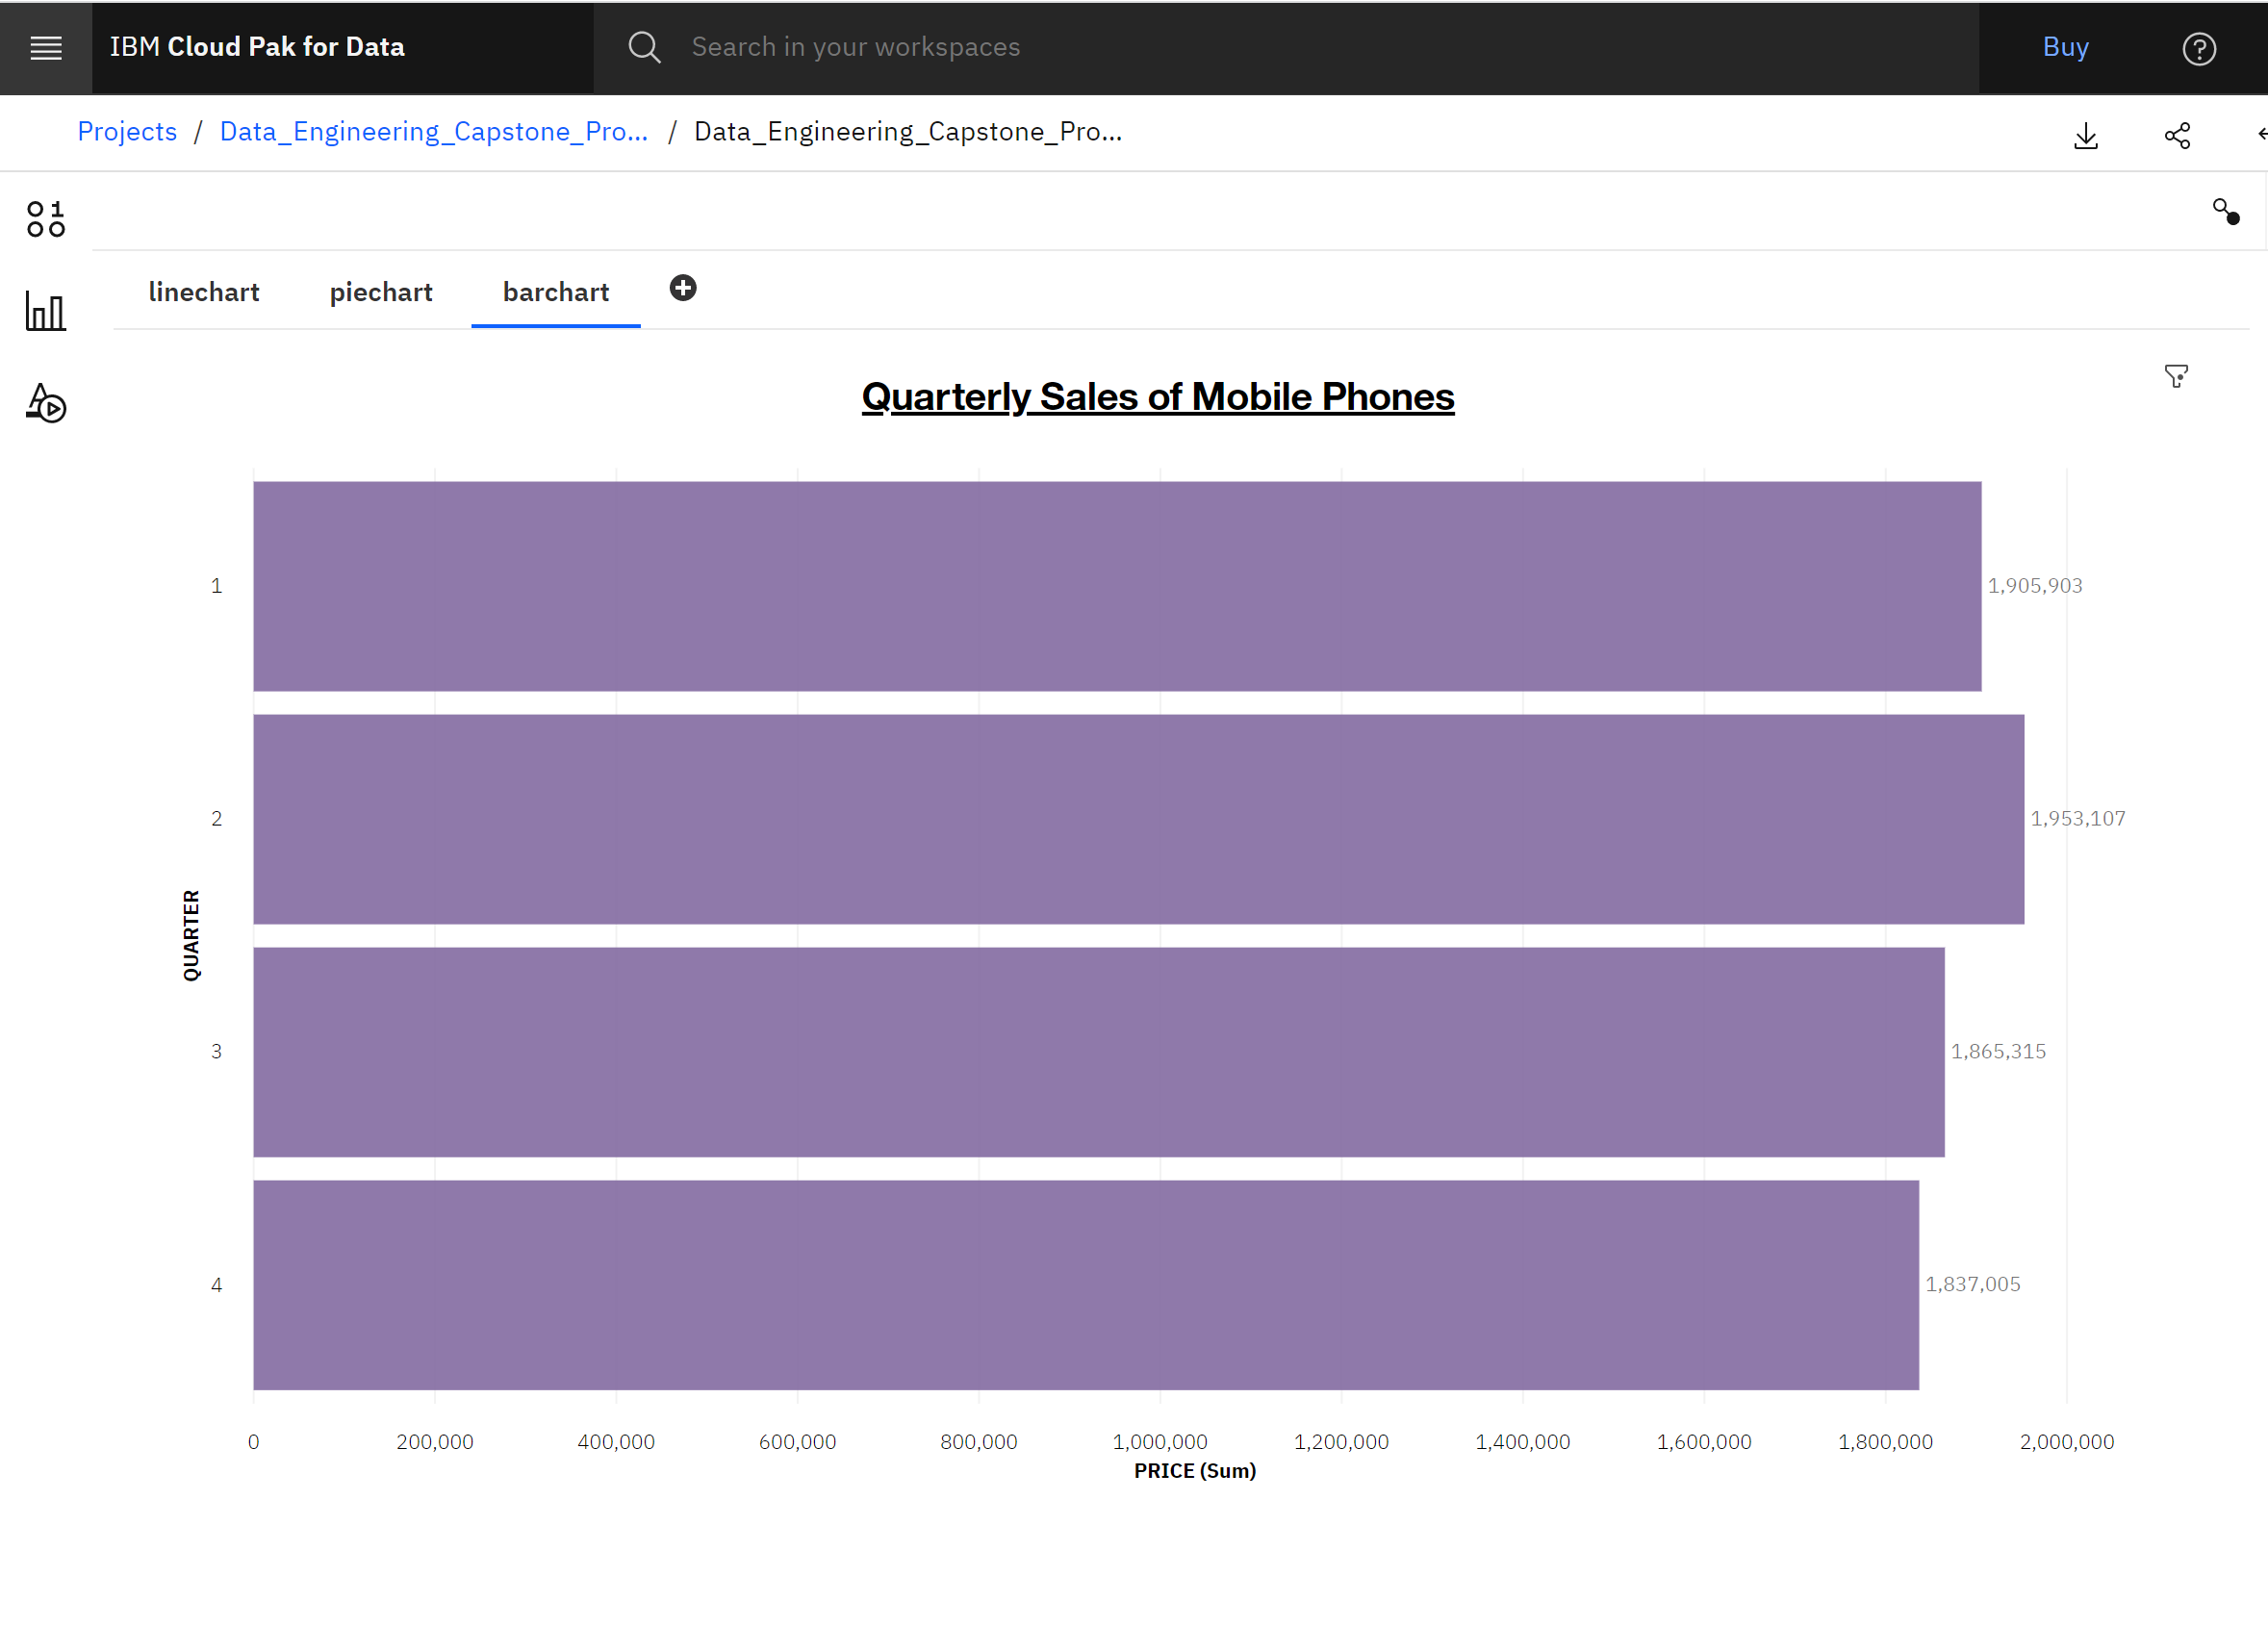 IBM Cloud Pak for Data
Search in your workspaces
Buy
Projects / Data_Engineering_Capstone_Pro... / Data_Engineering_Capstone_Pro...
linechart piechart barchart
Quarterly Sales of Mobile Phones
QUARTER
1 1,905,903
2 1,953,107
3 1,865,315
4 1,837,005
0 200,000 400,000 600,000 800,000 1,000,000 1,200,000 1,400,000 1,600,000 1,800,000 2,000,000
PRICE (Sum)